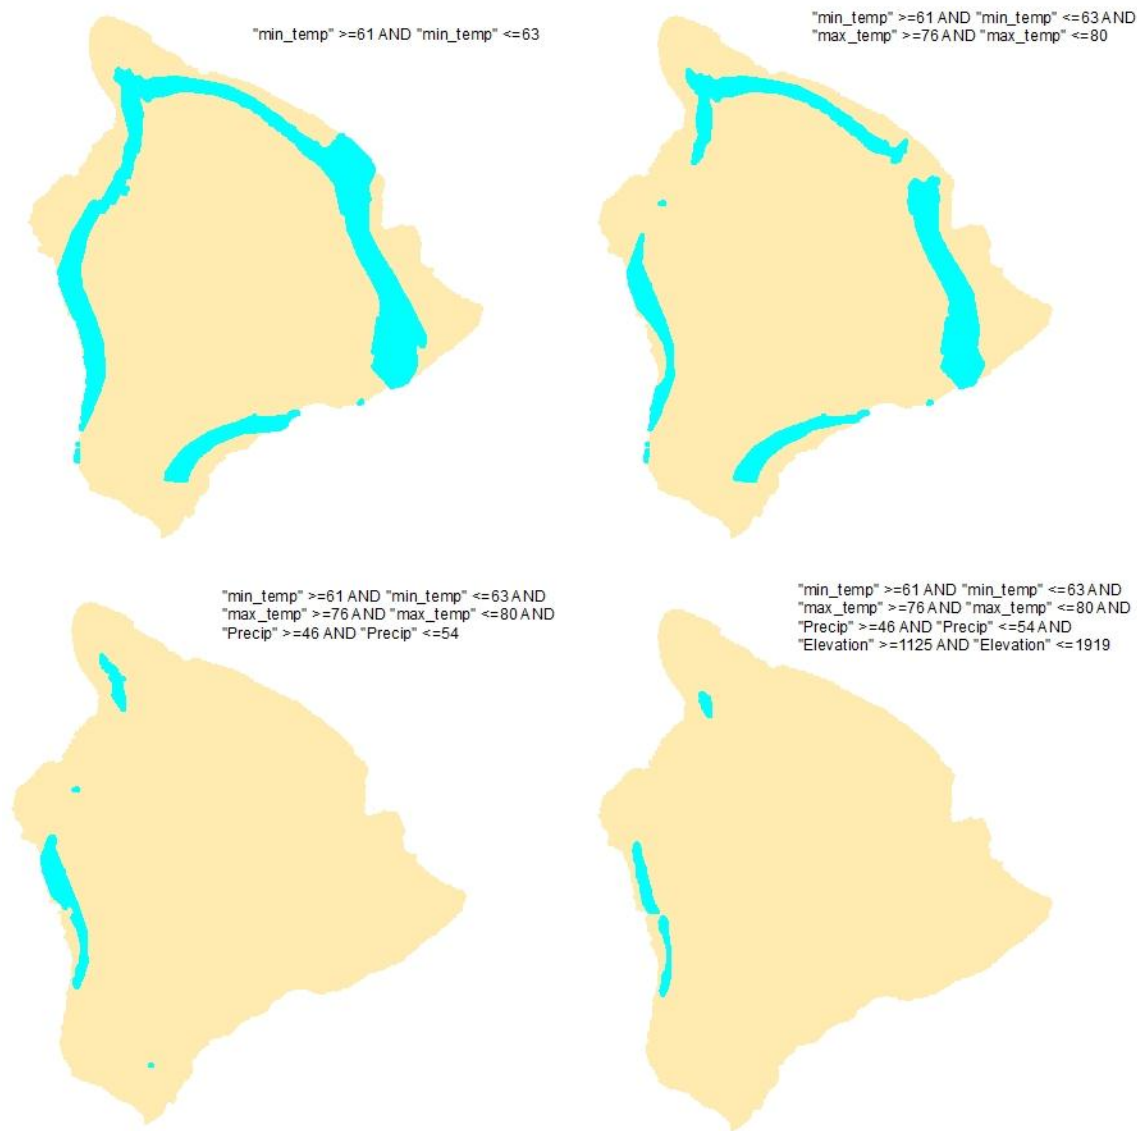 "min_temp" >=61 AND "min_temp" <=63
"min_temp" >=61 AND "min_temp" <=63 AND
"max_temp" >=76 AND "max_temp" <=80
"min_temp" >=61 AND "min_temp" <=63 AND
"max_temp" >=76 AND "max_temp" <=80 AND
"Precip" >=46 AND "Precip" <=54
"min_temp" >=61 AND "min_temp" <=63 AND
"max_temp" >=76 AND "max_temp" <=80 AND
"Precip" >=46 AND "Precip" <=54 AND
"Elevation" >=1125 AND "Elevation" <=1919